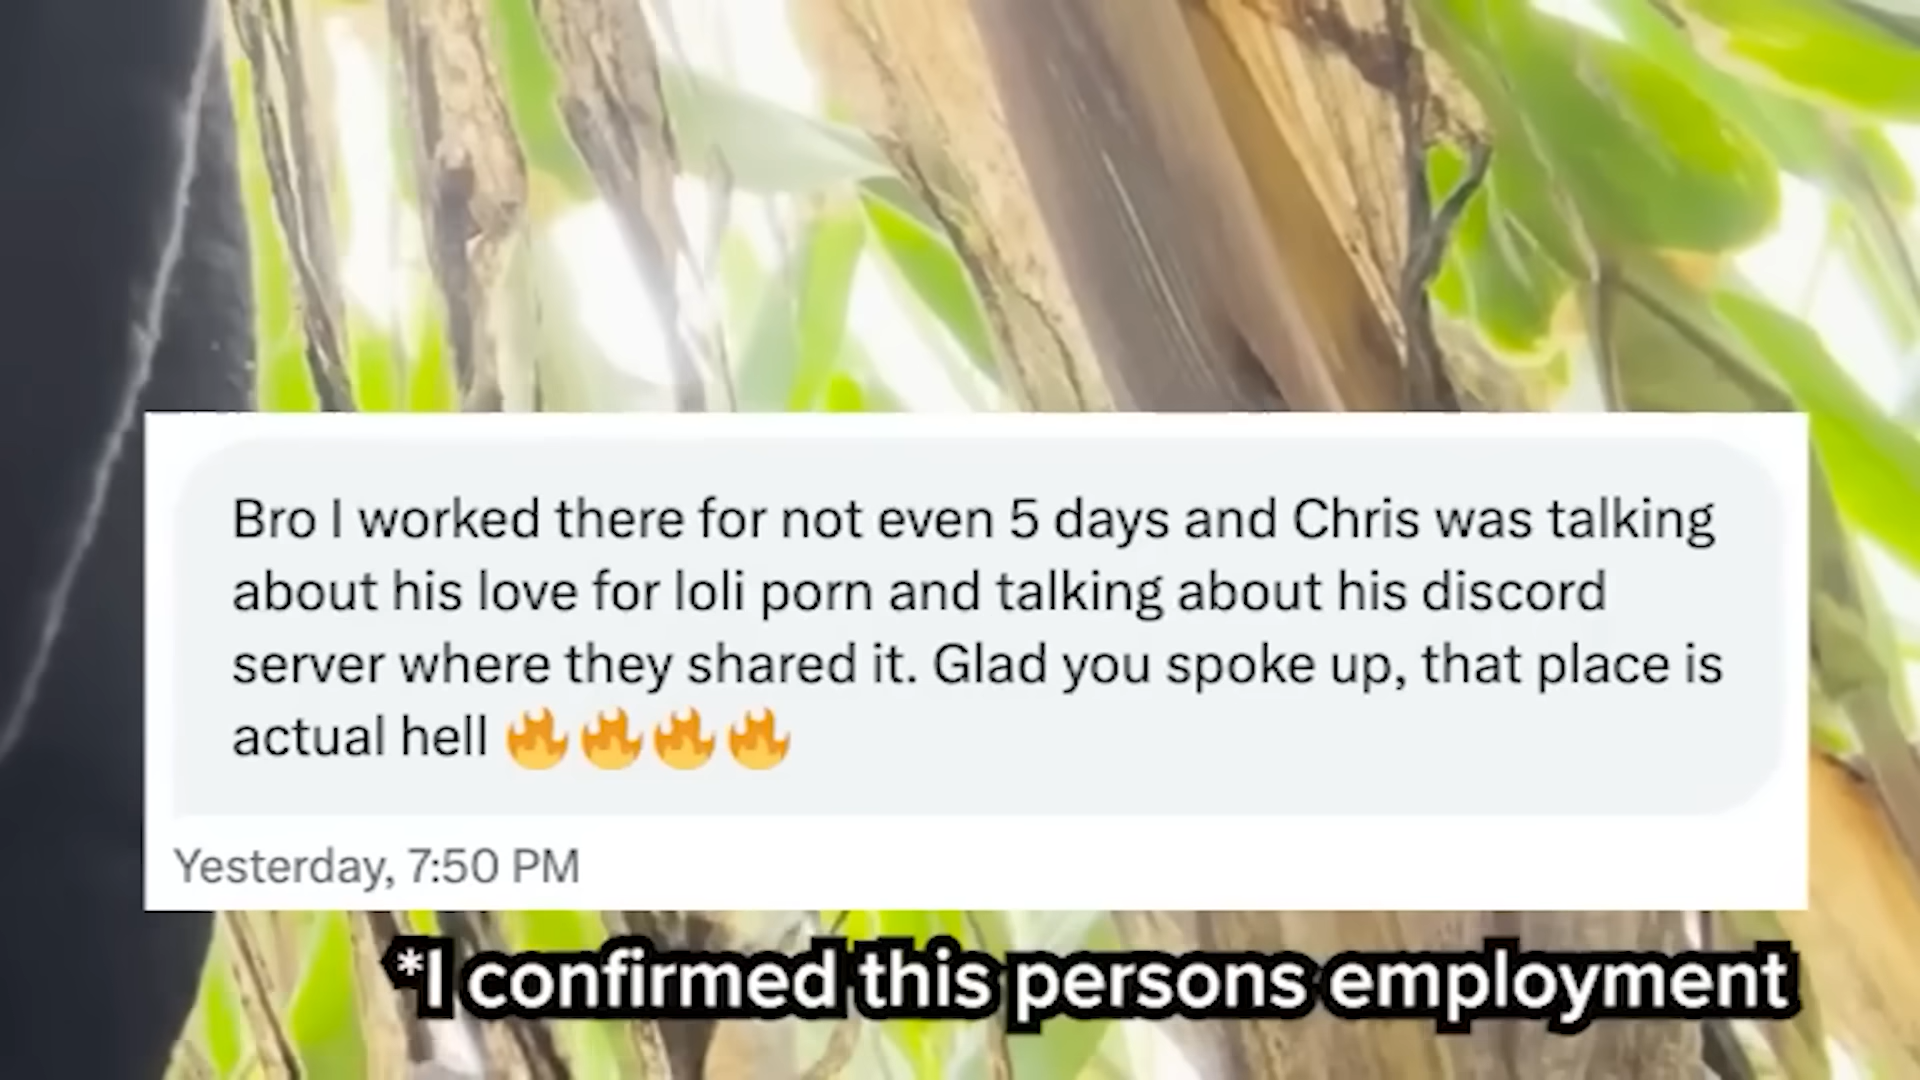 Bro I worked there for not even 5 days and Chris was talking
about his love for loli porn and talking about his discord
server where they shared it. Glad you spoke up, that place is
actual hell 🔥🔥🔥🔥
Yesterday, 7:50 PM
*I confirmed this persons employment